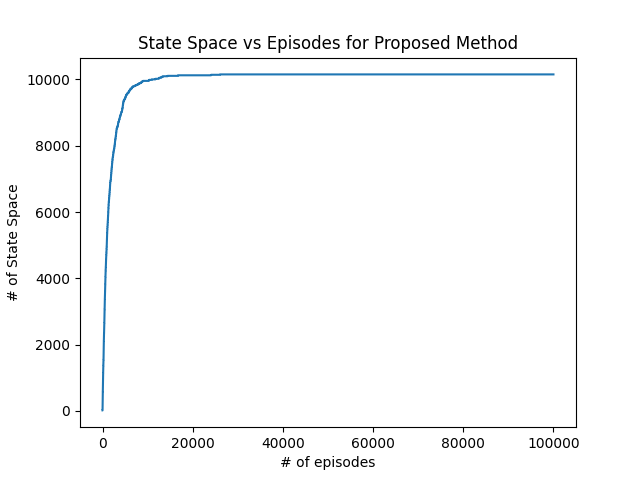 State Space vs Episodes for Proposed Method
10000
8000
6000
4000
2000
0
# of State Space
0 20000 40000 60000 80000 100000
# of episodes